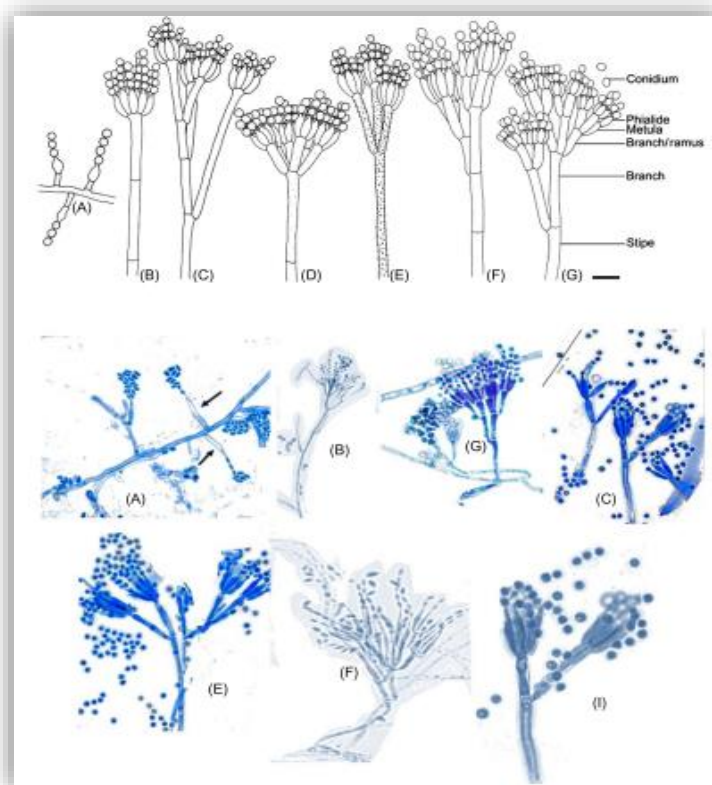 Conidium
Phialide
Metula
Branch/ramus
Branch
Stipe
(A)
(B)
(C)
(D)
(E)
(F)
(G)
(A)
(B)
(G)
(C)
(E)
(F)
(I)